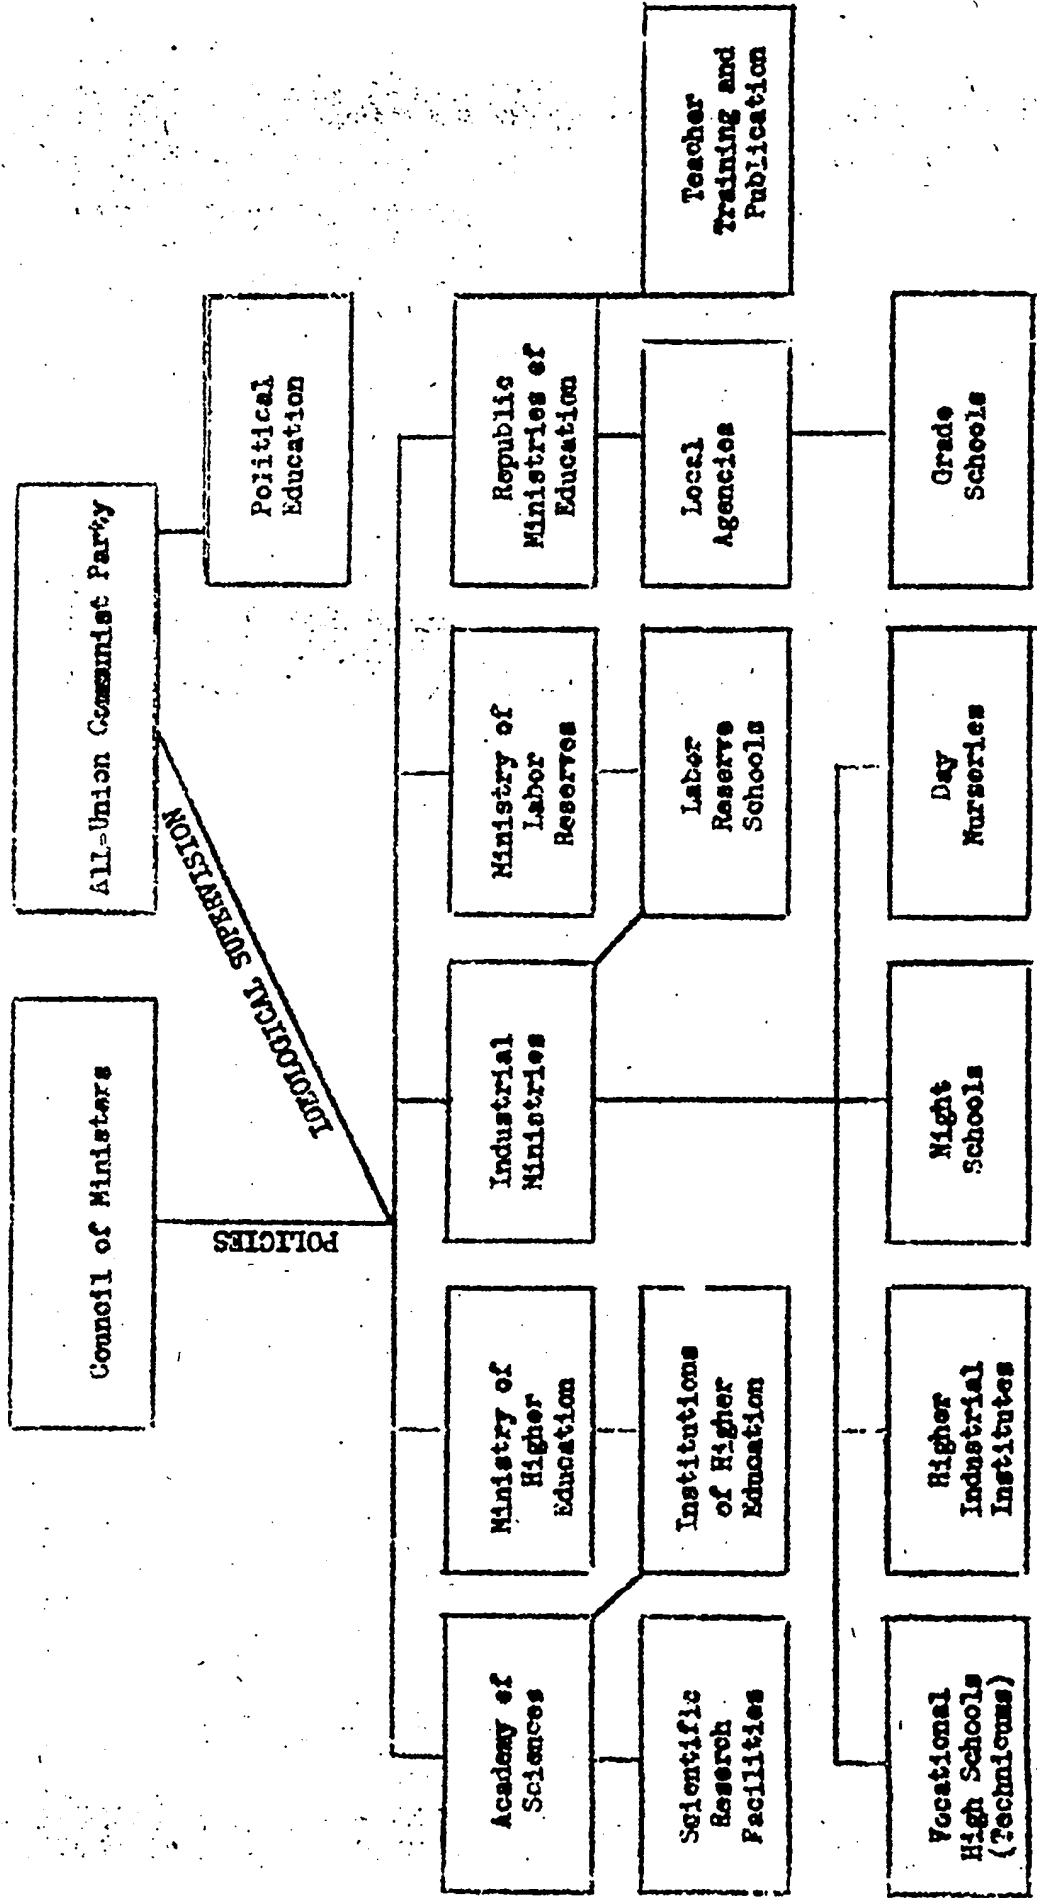 Council of Ministers
All-Union Communist Party
POLICIES
IDEOLOGICAL SUPERVISION
Political
Education
Academy of
Sciences
Ministry of
Higher
Education
Industrial
Ministries
Ministry of
Labor
Reserves
Republic
Ministries of
Education
Scientific
Reserch
Facilities
Institutions
of Higher
Education
Labor
Reserve
Schools
Local
Agencies
Teacher
Training and
Publication
Vocational
High Schools
(Technicums)
Higher
Industrial
Institutes
Night
Schools
Day
Nurseries
Grade
Schools